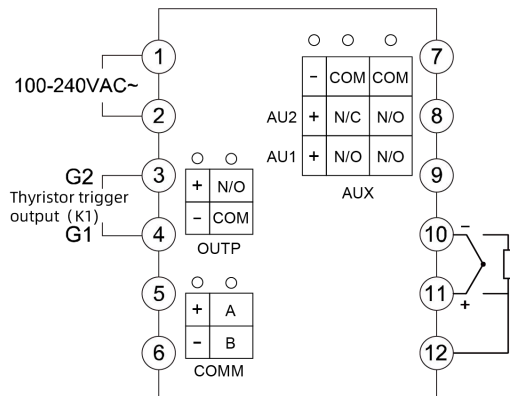 1
7
- COM COM
100-240VAC~
2
AU2 + N/C N/O
8
AU1 + N/O N/O
G2
3
+ N/O
AUX
9
Thyristor trigger
output（K1）
- COM
G1
4
OUTP
10
−
5
+ A
11
+
- B
6
COMM
12